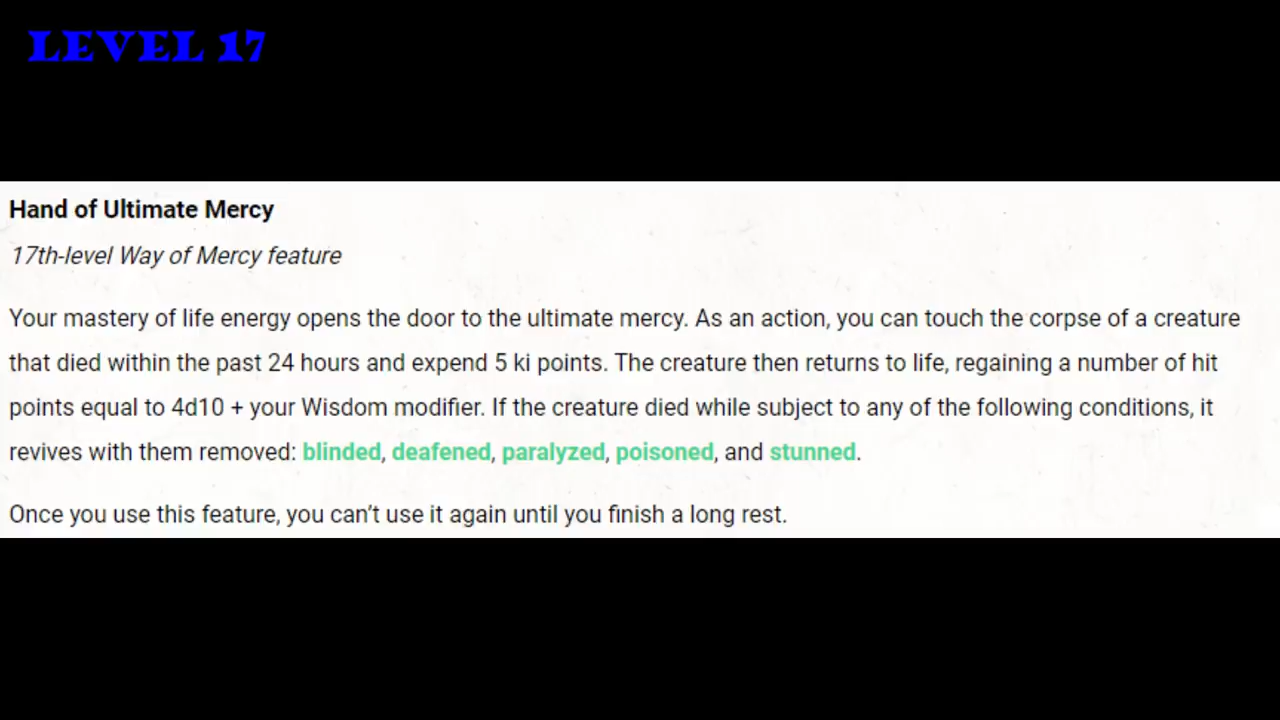 LEVEL 17
Hand of Ultimate Mercy
17th-level Way of Mercy feature
Your mastery of life energy opens the door to the ultimate mercy. As an action, you can touch the corpse of a creature
that died within the past 24 hours and expend 5 ki points. The creature then returns to life, regaining a number of hit
points equal to 4d10 + your Wisdom modifier. If the creature died while subject to any of the following conditions, it
revives with them removed: blinded, deafened, paralyzed, poisoned, and stunned.
Once you use this feature, you can’t use it again until you finish a long rest.